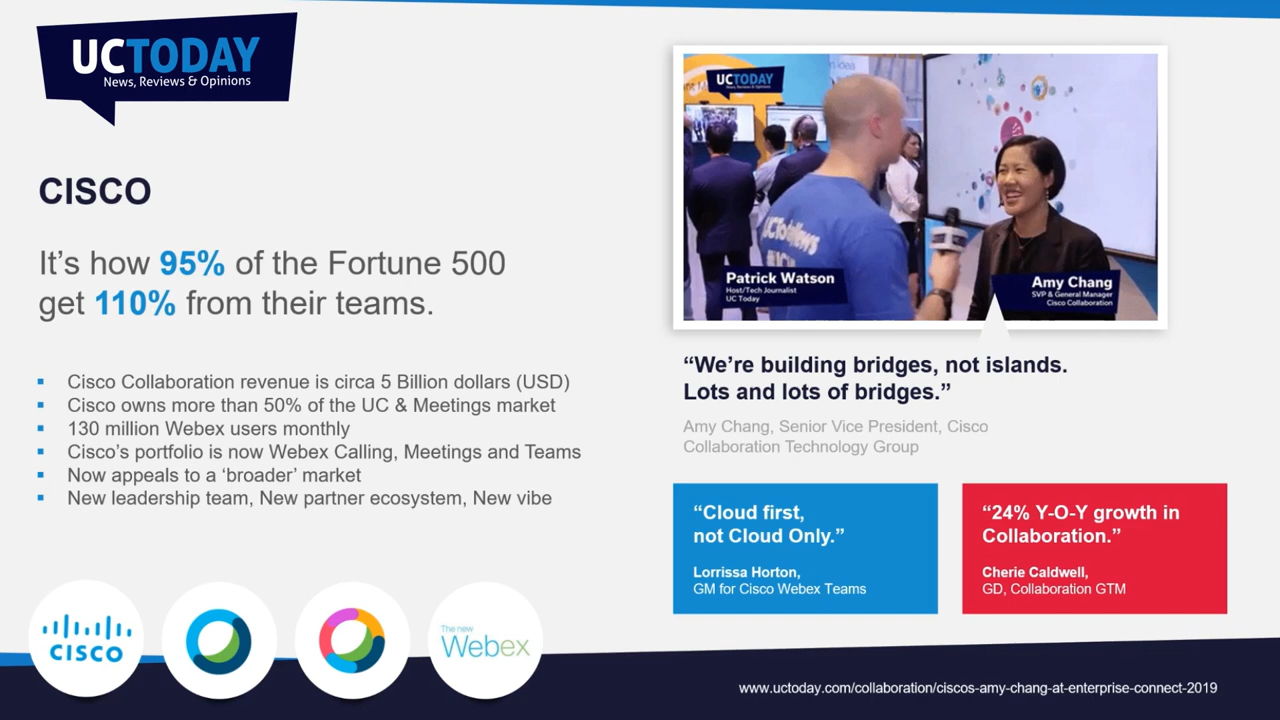 UCTODAY
News, Reviews & Opinions
CISCO
It's how 95% of the Fortune 500
get 110% from their teams.
▪ Cisco Collaboration revenue is circa 5 Billion dollars (USD)
▪ Cisco owns more than 50% of the UC & Meetings market
▪ 130 million Webex users monthly
▪ Cisco's portfolio is now Webex Calling, Meetings and Teams
▪ Now appeals to a ‘broader’ market
▪ New leadership team, New partner ecosystem, New vibe
CISCO
The new
Webex
UCTODAY
News, Reviews & Opinions
UCTodayNews
Patrick Watson
Host/Tech Journalist
UC Today
Amy Chang
SVP & General Manager
Cisco Collaboration
“We're building bridges, not islands.
Lots and lots of bridges.”
Amy Chang, Senior Vice President, Cisco
Collaboration Technology Group
“Cloud first,
not Cloud Only.”
Lorrissa Horton,
GM for Cisco Webex Teams
“24% Y-O-Y growth in
Collaboration.”
Cherie Caldwell,
GD, Collaboration GTM
www.uctoday.com/collaboration/ciscos-amy-chang-at-enterprise-connect-2019